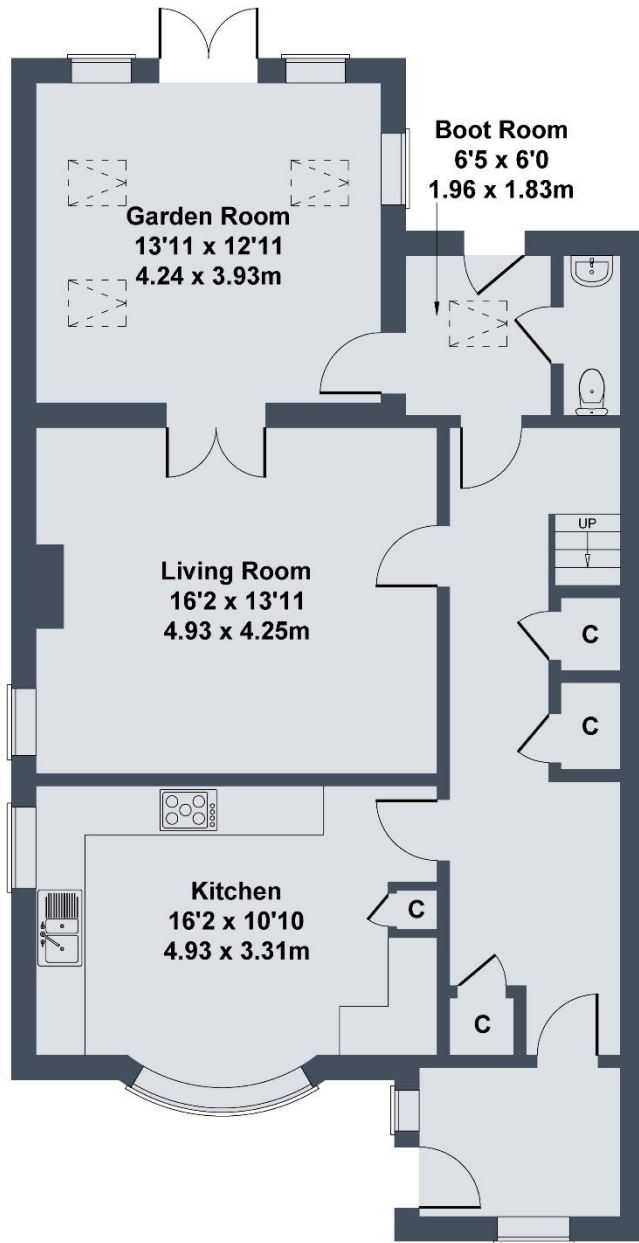 Boot Room
6'5 x 6'0
1.96 x 1.83m
Garden Room
13'11 x 12'11
4.24 x 3.93m
UP
Living Room
16'2 x 13'11
4.93 x 4.25m
C
C
Kitchen
16'2 x 10'10
4.93 x 3.31m
C
C